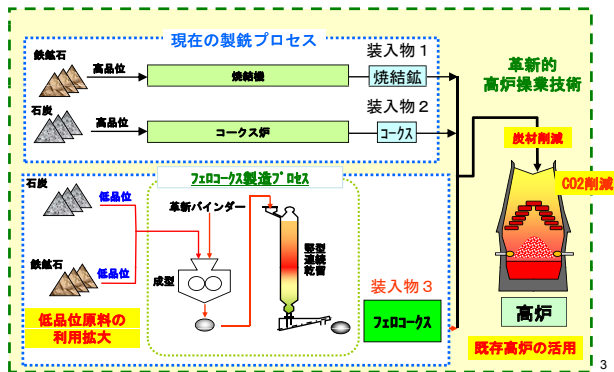 現在の製銑プロセス
鉄鉱石
高品位
焼結機
装入物１
焼結鉱
石炭
高品位
コークス炉
装入物２
コークス
革新的
高炉操業技術
炭材削減
CO2削減
高炉
既存高炉の活用
フェロコークス製造プロセス
石炭
低品位
革新バインダー
鉄鉱石
低品位
成型
竪型
連続
乾留
低品位原料の
利用拡大
装入物３
フェロコークス
3